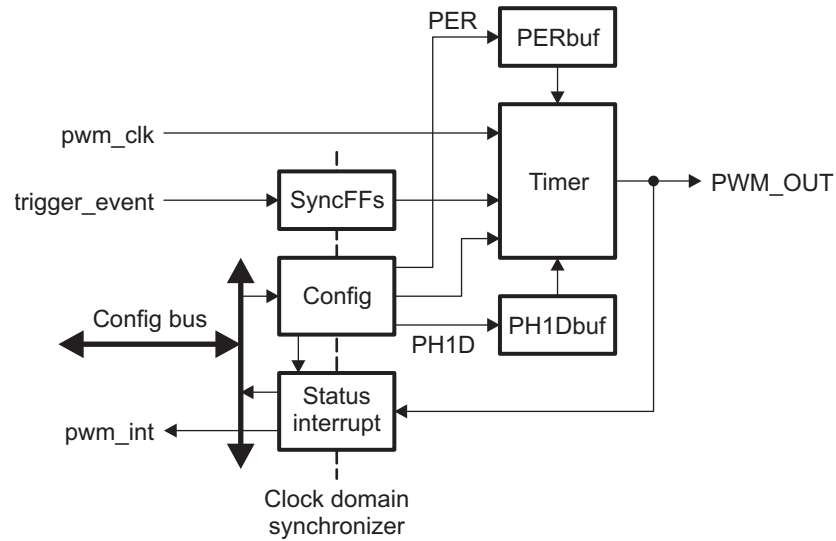 PER
PERbuf
pwm_clk
Timer
trigger_event
SyncFFs
PWM_OUT
Config
Config bus
PH1D
PH1Dbuf
Status
interrupt
pwm_int
Clock domain
synchronizer